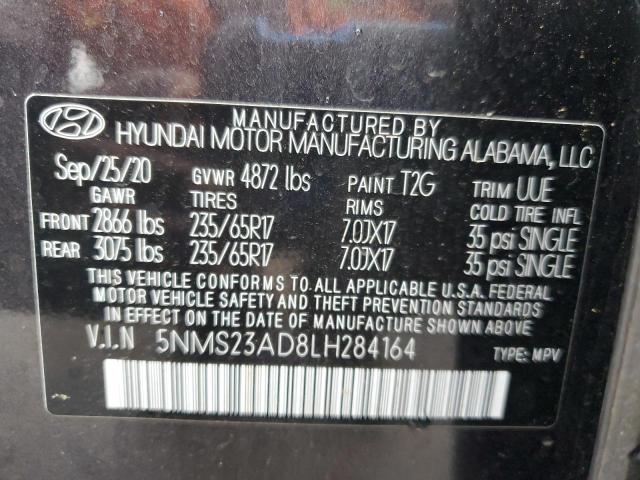 MANUFACTURED BY
HYUNDAI MOTOR MANUFACTURING ALABAMA, LLC
Sep/25/20 GVWR 4872 lbs PAINT T2G TRIM UUE
GAWR TIRES RIMS COLD TIRE INFL
FRONT 2866 lbs 235/65R17 7.0JX17 35 psi SINGLE
REAR 3075 lbs 235/65R17 7.0JX17 35 psi SINGLE
THIS VEHICLE CONFORMS TO ALL APPLICABLE U.S.A. FEDERAL
MOTOR VEHICLE SAFETY AND THEFT PREVENTION STANDARDS
IN EFFECT ON THE DATE OF MANUFACTURE SHOWN ABOVE.
V.I.N 5NMS23AD8LH284164 TYPE: MPV